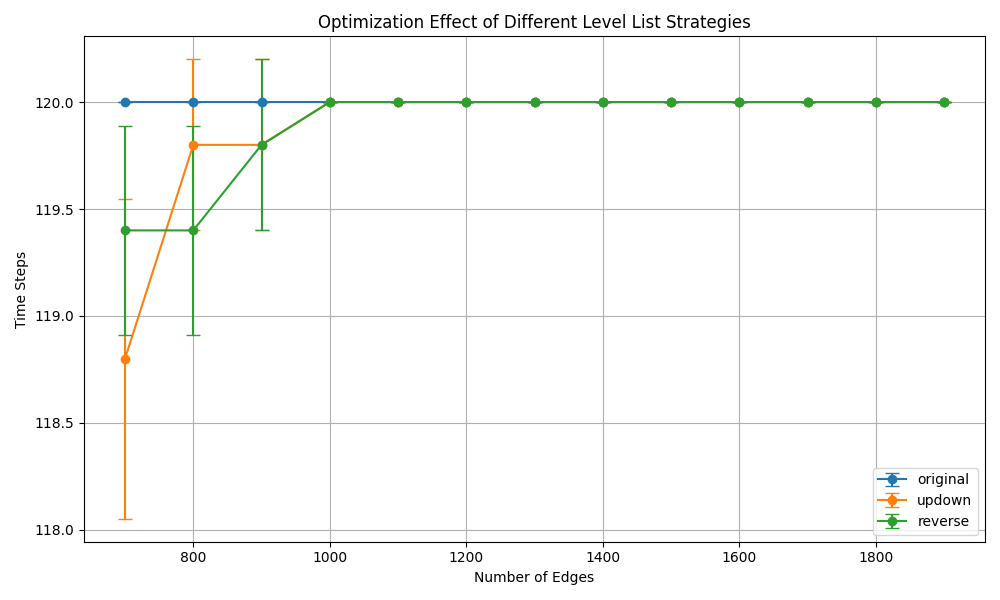 Optimization Effect of Different Level List Strategies
120.0
119.5
119.0
118.5
118.0
Time Steps
800
1000
1200
1400
1600
1800
Number of Edges
original
updown
reverse